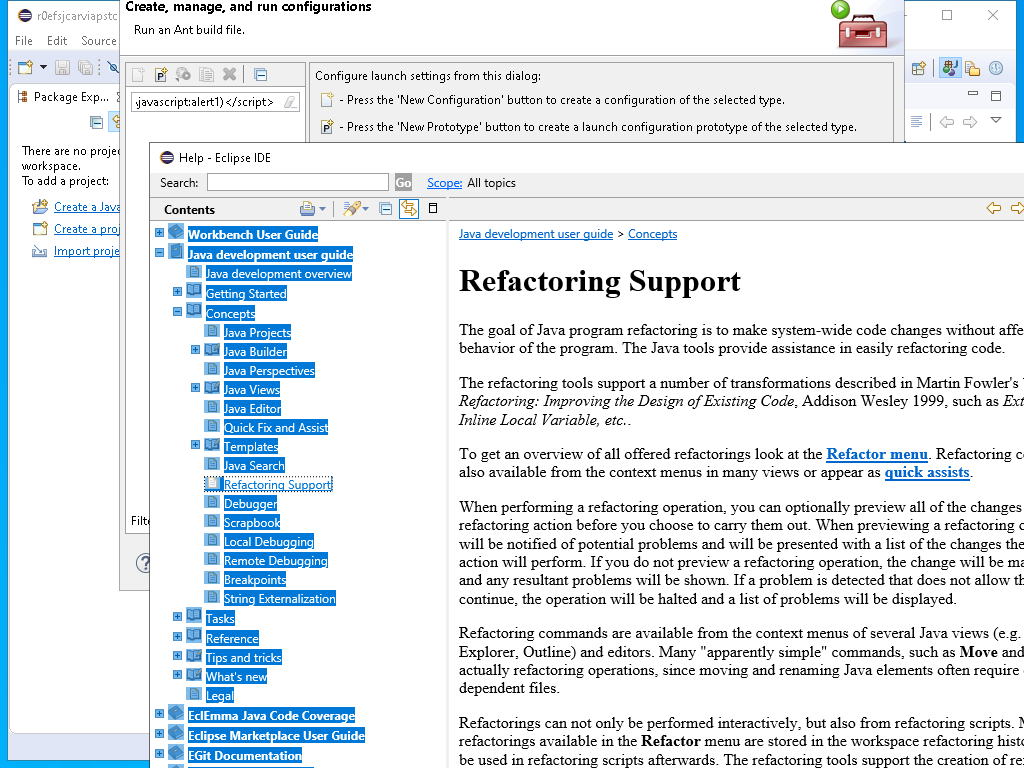 r0efsjcarviapstc
File Edit Source
Package Exp...
There are no proje
workspace.
To add a project:
Create a Java
Create a proj
Import proje
Create, manage, and run configurations
Run an Ant build file.
javascript:alert1)</script>
Configure launch settings from this dialog:
- Press the 'New Configuration' button to create a configuration of the selected type.
- Press the 'New Prototype' button to create a launch configuration prototype of the selected type.
Filte
Help - Eclipse IDE
Search: Go Scope: All topics
Contents
Workbench User Guide
Java development user guide
Java development overview
Getting Started
Concepts
Java Projects
Java Builder
Java Perspectives
Java Views
Java Editor
Quick Fix and Assist
Templates
Java Search
Refactoring Support
Debugger
Scrapbook
Local Debugging
Remote Debugging
Breakpoints
String Externalization
Tasks
Reference
Tips and tricks
What's new
Legal
EclEmma Java Code Coverage
Eclipse Marketplace User Guide
EGit Documentation
Java development user guide > Concepts
Refactoring Support
The goal of Java program refactoring is to make system-wide code changes without affe
behavior of the program. The Java tools provide assistance in easily refactoring code.
The refactoring tools support a number of transformations described in Martin Fowler's
Refactoring: Improving the Design of Existing Code, Addison Wesley 1999, such as Ext
Inline Local Variable, etc..
To get an overview of all offered refactorings look at the Refactor menu. Refactoring c
also available from the context menus in many views or appear as quick assists.
When performing a refactoring operation, you can optionally preview all of the changes
refactoring action before you choose to carry them out. When previewing a refactoring o
will be notified of potential problems and will be presented with a list of the changes the
action will perform. If you do not preview a refactoring operation, the change will be ma
and any resultant problems will be shown. If a problem is detected that does not allow th
continue, the operation will be halted and a list of problems will be displayed.
Refactoring commands are available from the context menus of several Java views (e.g.
Explorer, Outline) and editors. Many "apparently simple" commands, such as Move and
actually refactoring operations, since moving and renaming Java elements often require
dependent files.
Refactorings can not only be performed interactively, but also from refactoring scripts. M
refactorings available in the Refactor menu are stored in the workspace refactoring histo
be used in refactoring scripts afterwards. The refactoring tools support the creation of re